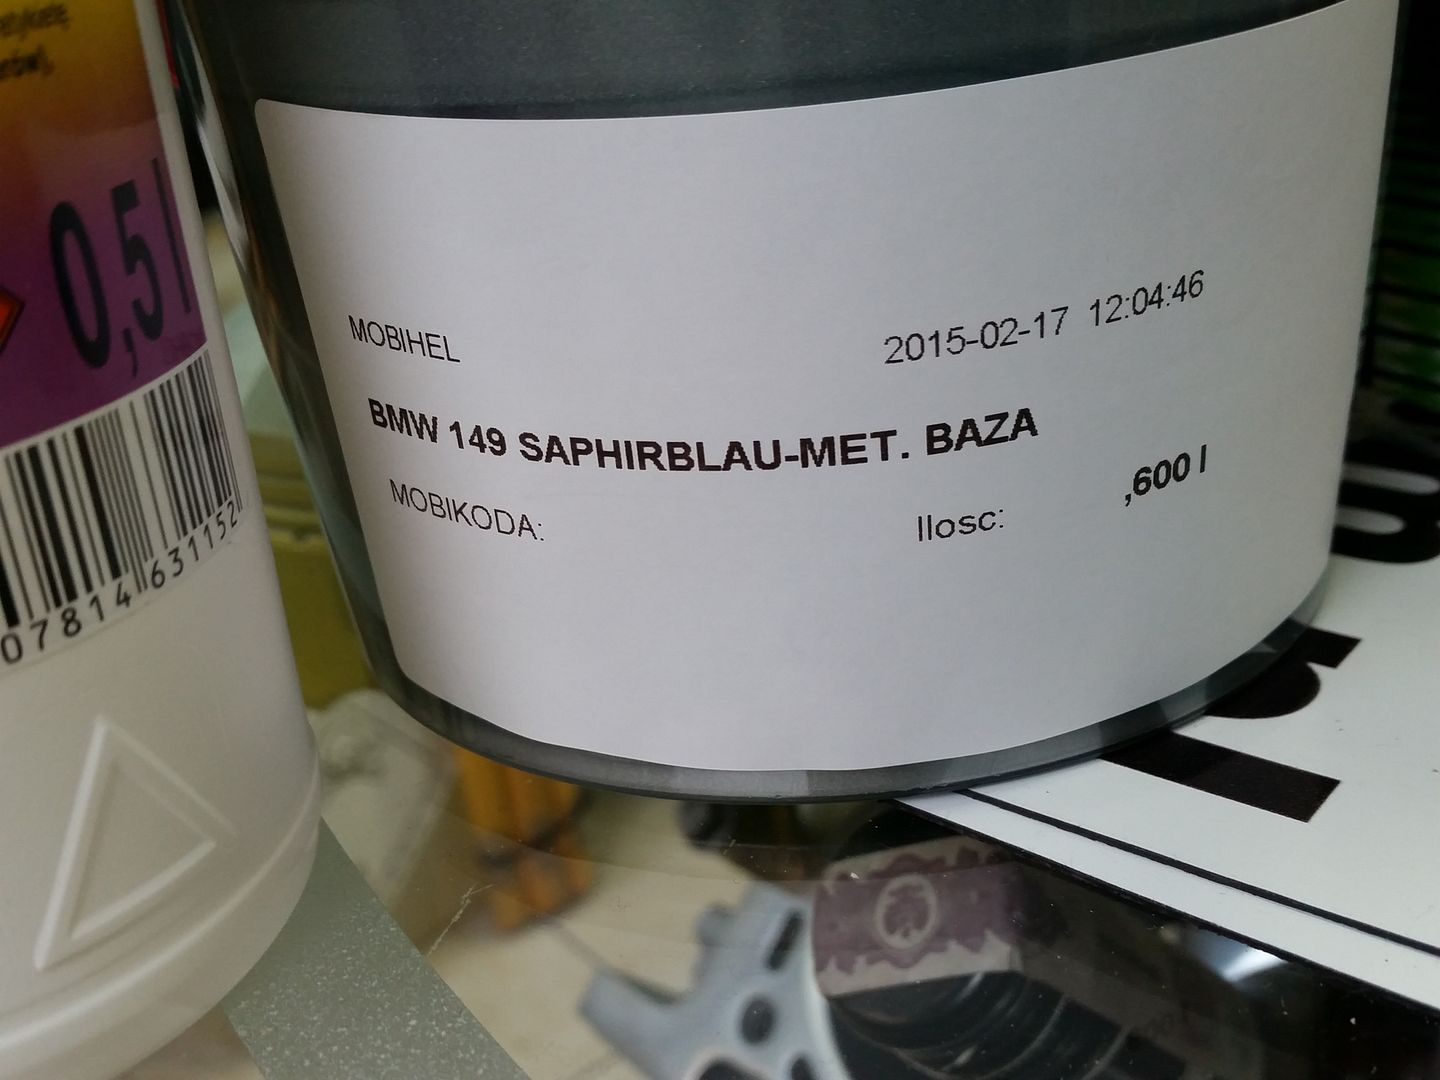 0,5 l
07814 631152
MOBIHEL 2015-02-17 12:04:46
BMW 149 SAPHIRBLAU-MET. BAZA
MOBIKODA: Ilosc: ,600 l